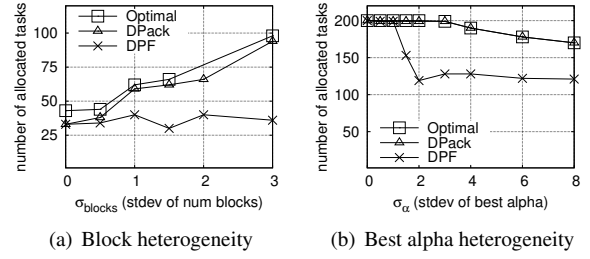 number of allocated tasks
100
75
50
25
Optimal
DPack
DPF
0 1 2 3
σblocks (stdev of num blocks)
(a) Block heterogeneity
number of allocated tasks
200
150
100
50
Optimal
DPack
DPF
0 2 4 6 8
σα (stdev of best alpha)
(b) Best alpha heterogeneity